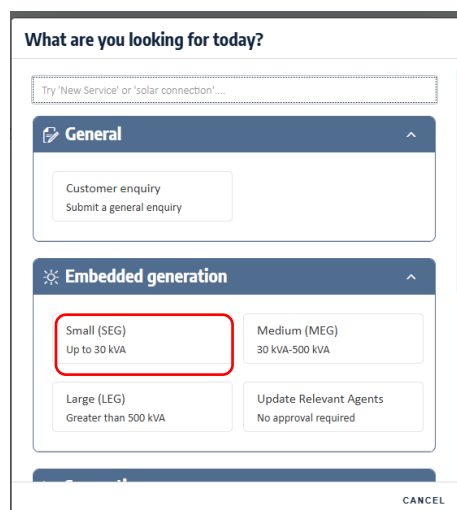 What are you looking for today?
Try 'New Service' or 'solar connection'....
General
Customer enquiry
Submit a general enquiry
Embedded generation
Small (SEG)
Up to 30 kVA
Medium (MEG)
30 kVA-500 kVA
Large (LEG)
Greater than 500 kVA
Update Relevant Agents
No approval required
CANCEL